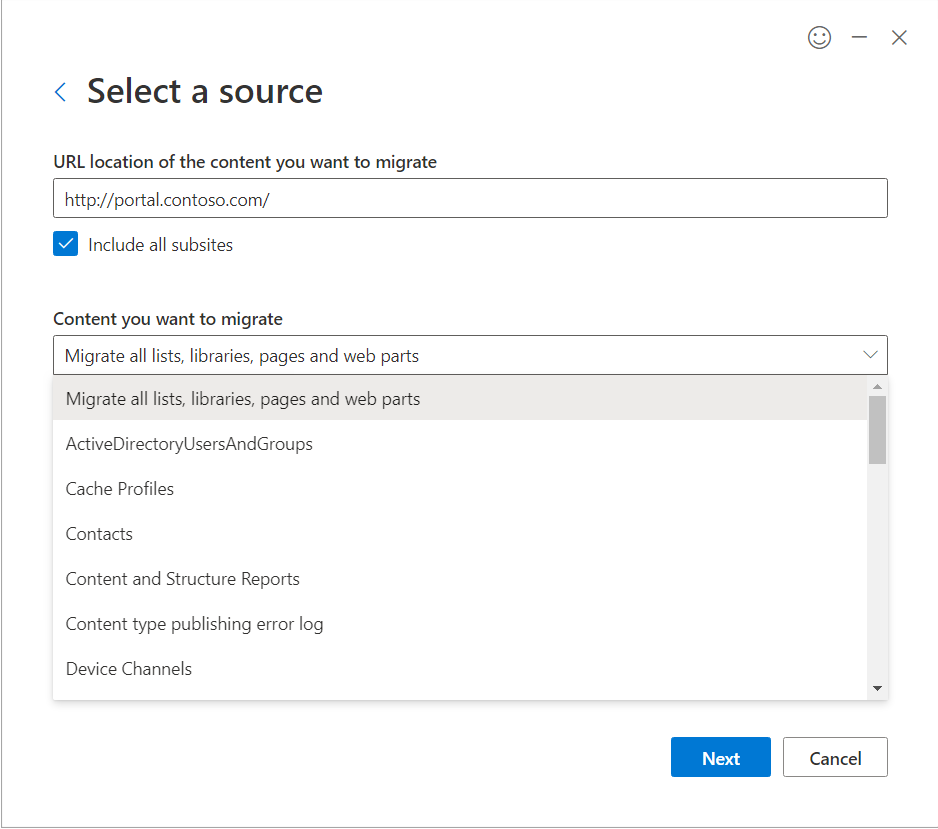 Select a source
URL location of the content you want to migrate
http://portal.contoso.com/
Include all subsites
Content you want to migrate
Migrate all lists, libraries, pages and web parts
Migrate all lists, libraries, pages and web parts
ActiveDirectoryUsersAndGroups
Cache Profiles
Contacts
Content and Structure Reports
Content type publishing error log
Device Channels
Next Cancel